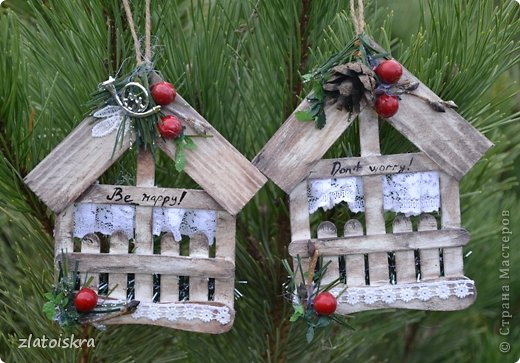 Be happy!
Don't worry!
zlatoiskra
© Страна Мастеров